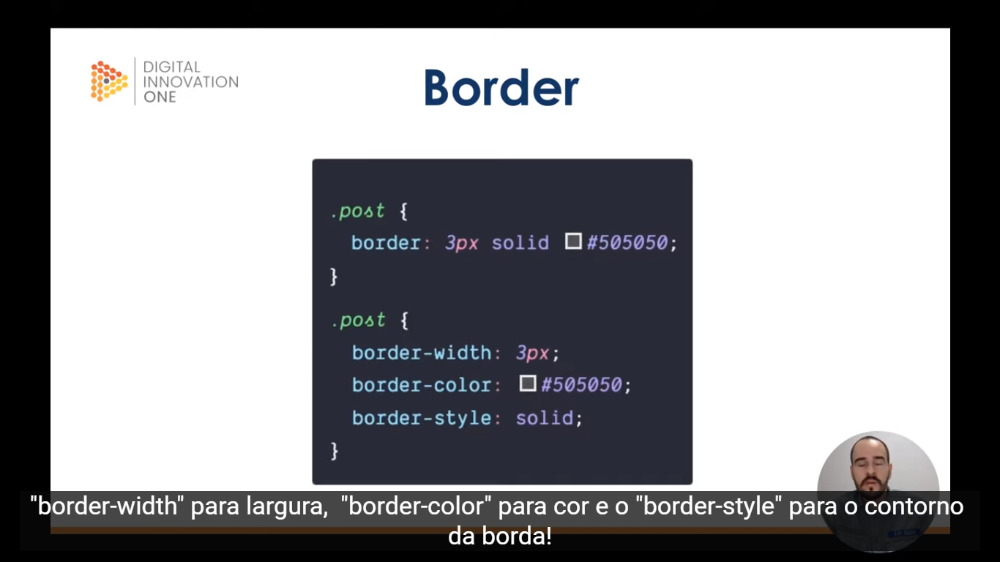 DIGITAL
INNOVATION
ONE
Border
.post {
border: 3px solid #505050;
}
.post {
border-width: 3px;
border-color: #505050;
border-style: solid;
}
"border-width" para largura, "border-color" para cor e o "border-style" para o contorno
da borda!